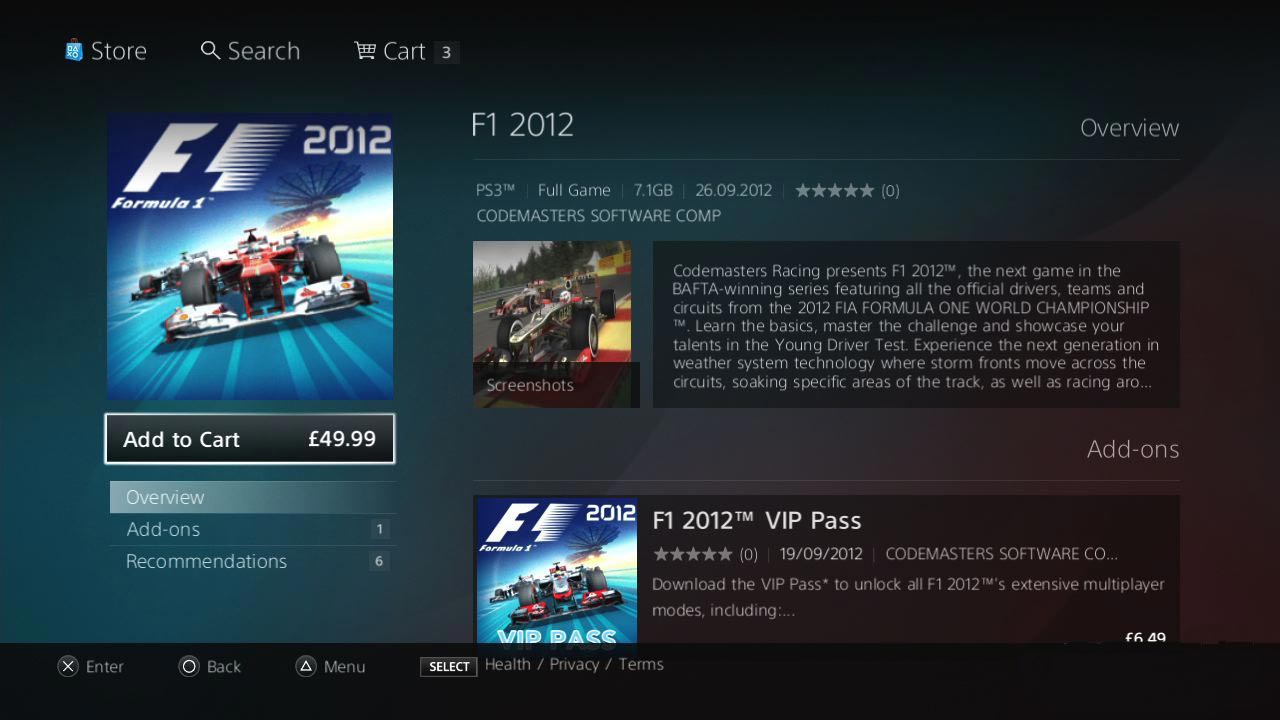 Store
Search
Cart 3
F1 2012
Formula 1™
Add to Cart £49.99
Overview
Add-ons 1
Recommendations 6
F1 2012
Overview
PS3™ Full Game 7.1GB 26.09.2012 (0)
CODEMASTERS SOFTWARE COMP
Screenshots
Codemasters Racing presents F1 2012™, the next game in the
BAFTA-winning series featuring all the official drivers, teams and
circuits from the 2012 FIA FORMULA ONE WORLD CHAMPIONSHIP
™. Learn the basics, master the challenge and showcase your
talents in the Young Driver Test. Experience the next generation in
weather system technology where storm fronts move across the
circuits, soaking specific areas of the track, as well as racing aro...
Add-ons
F1 2012
Formula 1™
VIP PASS
F1 2012™ VIP Pass
(0) 19/09/2012 CODEMASTERS SOFTWARE CO...
Download the VIP Pass* to unlock all F1 2012™'s extensive multiplayer
modes, including:...
£6.49
Enter
Back
Menu
SELECT Health / Privacy / Terms